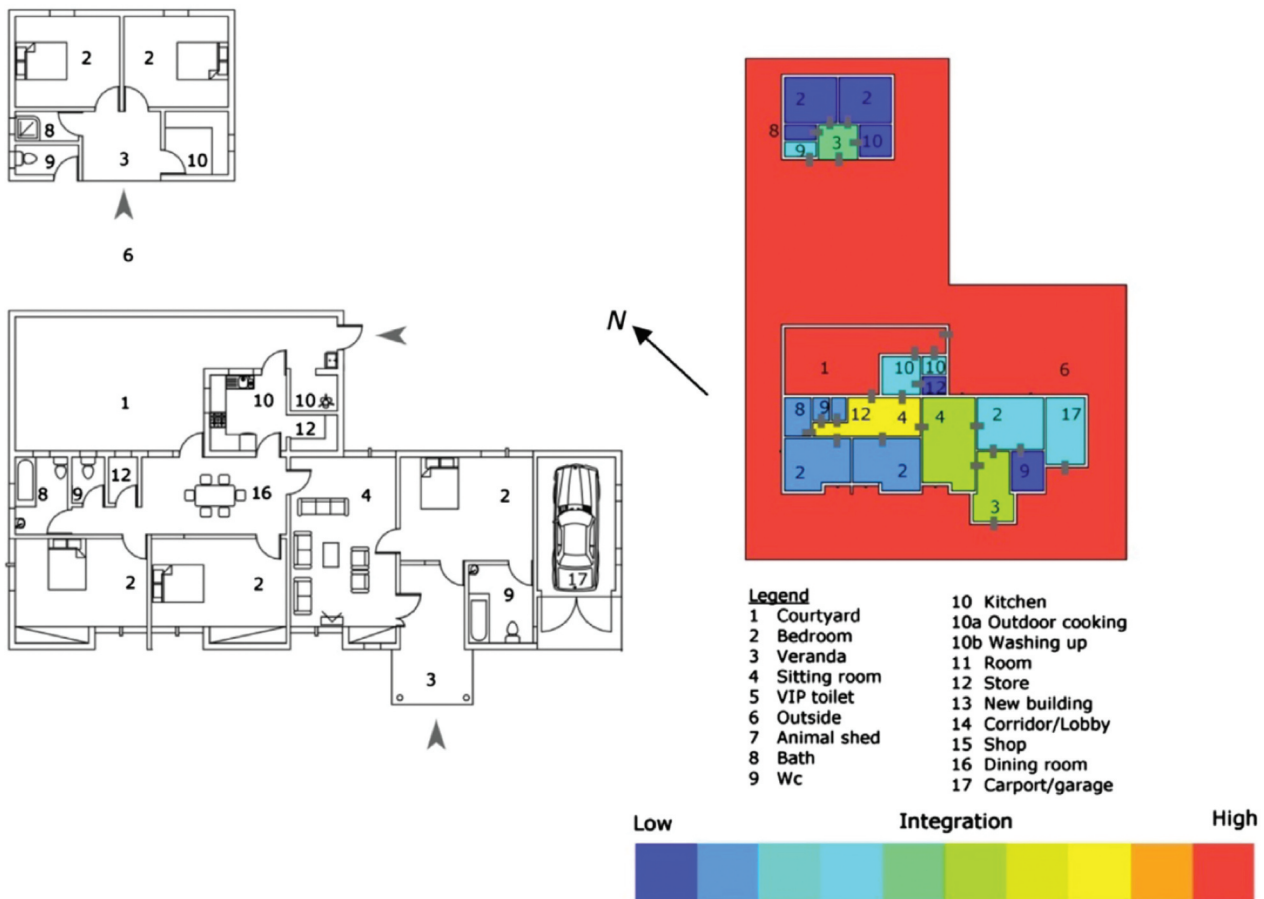 2 2
8
9 3 10
6
1 10 10
12
8 9 12 16 4 2
2 2 17
9
3
N
2 2
8
9 3 10
1 10 10 6
12
8 9 12 4 4 2 17
2 2 9
3
Legend
1 Courtyard
2 Bedroom
3 Veranda
4 Sitting room
5 VIP toilet
6 Outside
7 Animal shed
8 Bath
9 Wc
10 Kitchen
10a Outdoor cooking
10b Washing up
11 Room
12 Store
13 New building
14 Corridor/Lobby
15 Shop
16 Dining room
17 Carport/garage
Low Integration High